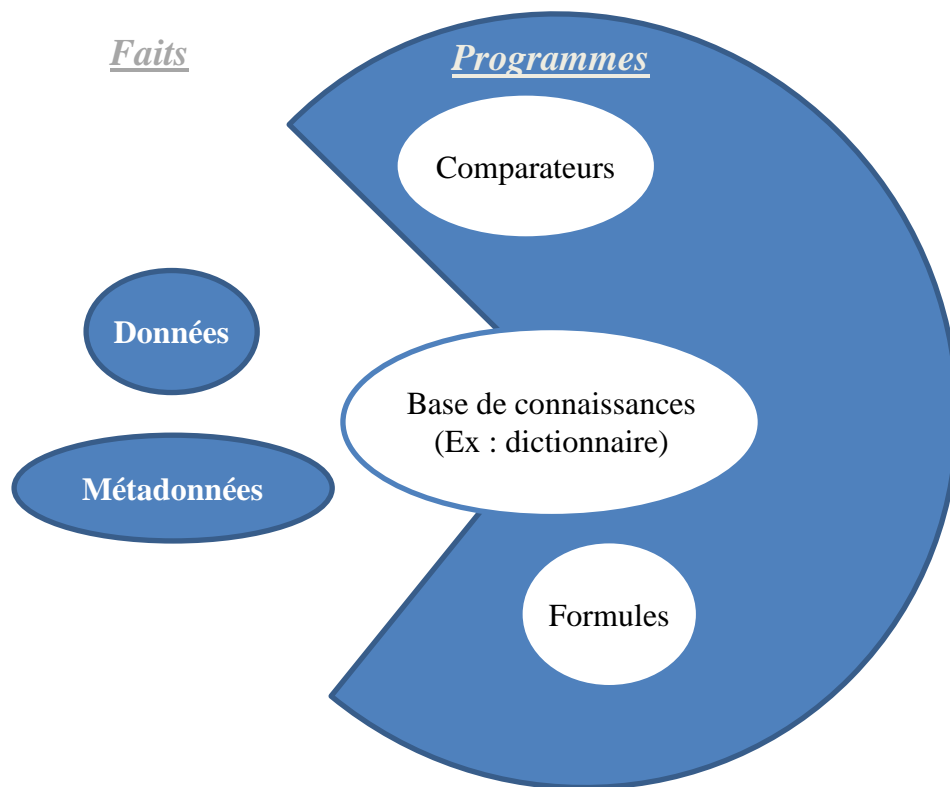 Faits
Programmes
Comparateurs
Données
Base de connaissances
(Ex : dictionnaire)
Métadonnées
Formules